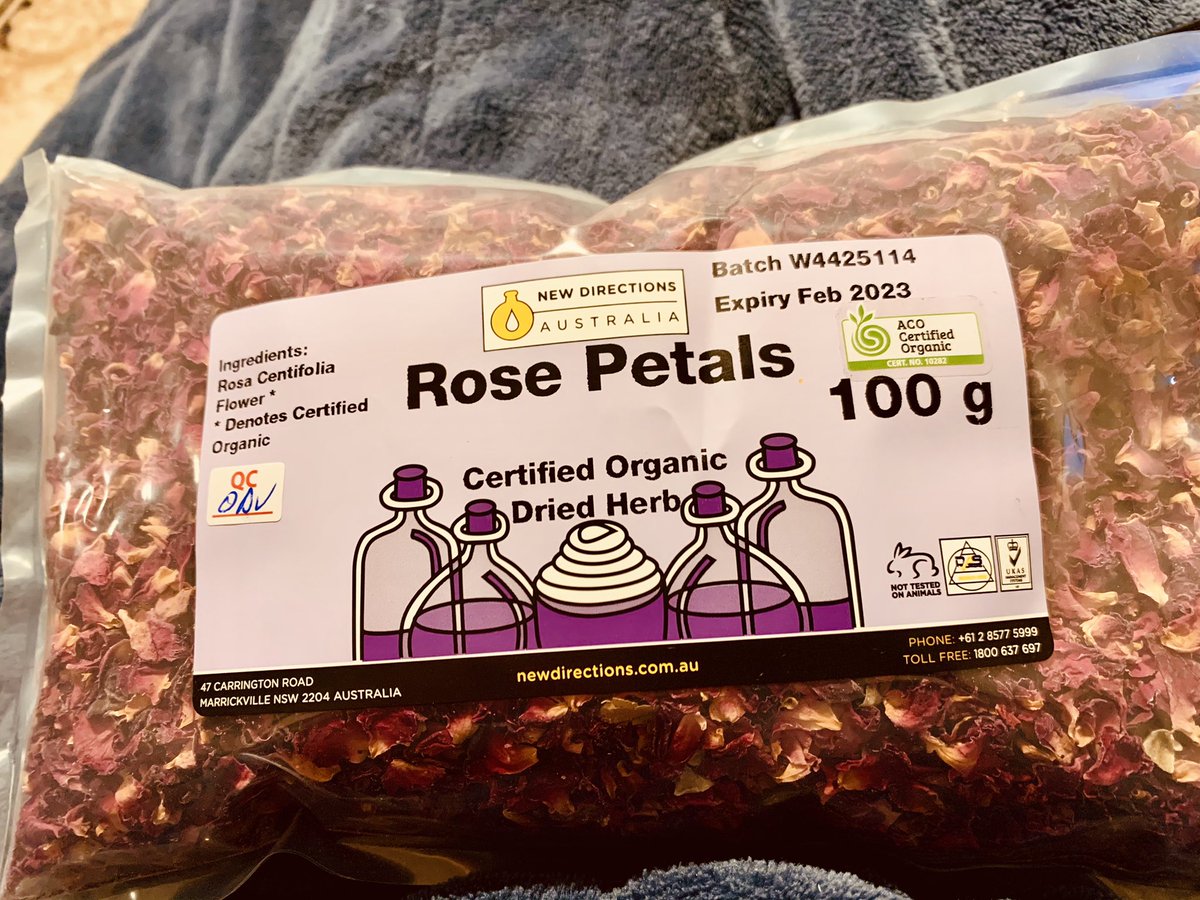 NEW DIRECTIONS
AUSTRALIA
Batch W4425114
Expiry Feb 2023
Ingredients:
Rosa Centifolia
Flower *
* Denotes Certified
Organic
Rose Petals
ACO
Certified
Organic
CERT. NO. 10282
100 g
QC
Certified Organic
Dried Herb
NOT TESTED
ON ANIMALS
UKAS
47 CARRINGTON ROAD
MARRICKVILLE NSW 2204 AUSTRALIA
newdirections.com.au
PHONE: +61 2 8577 5999
TOLL FREE: 1800 637 697